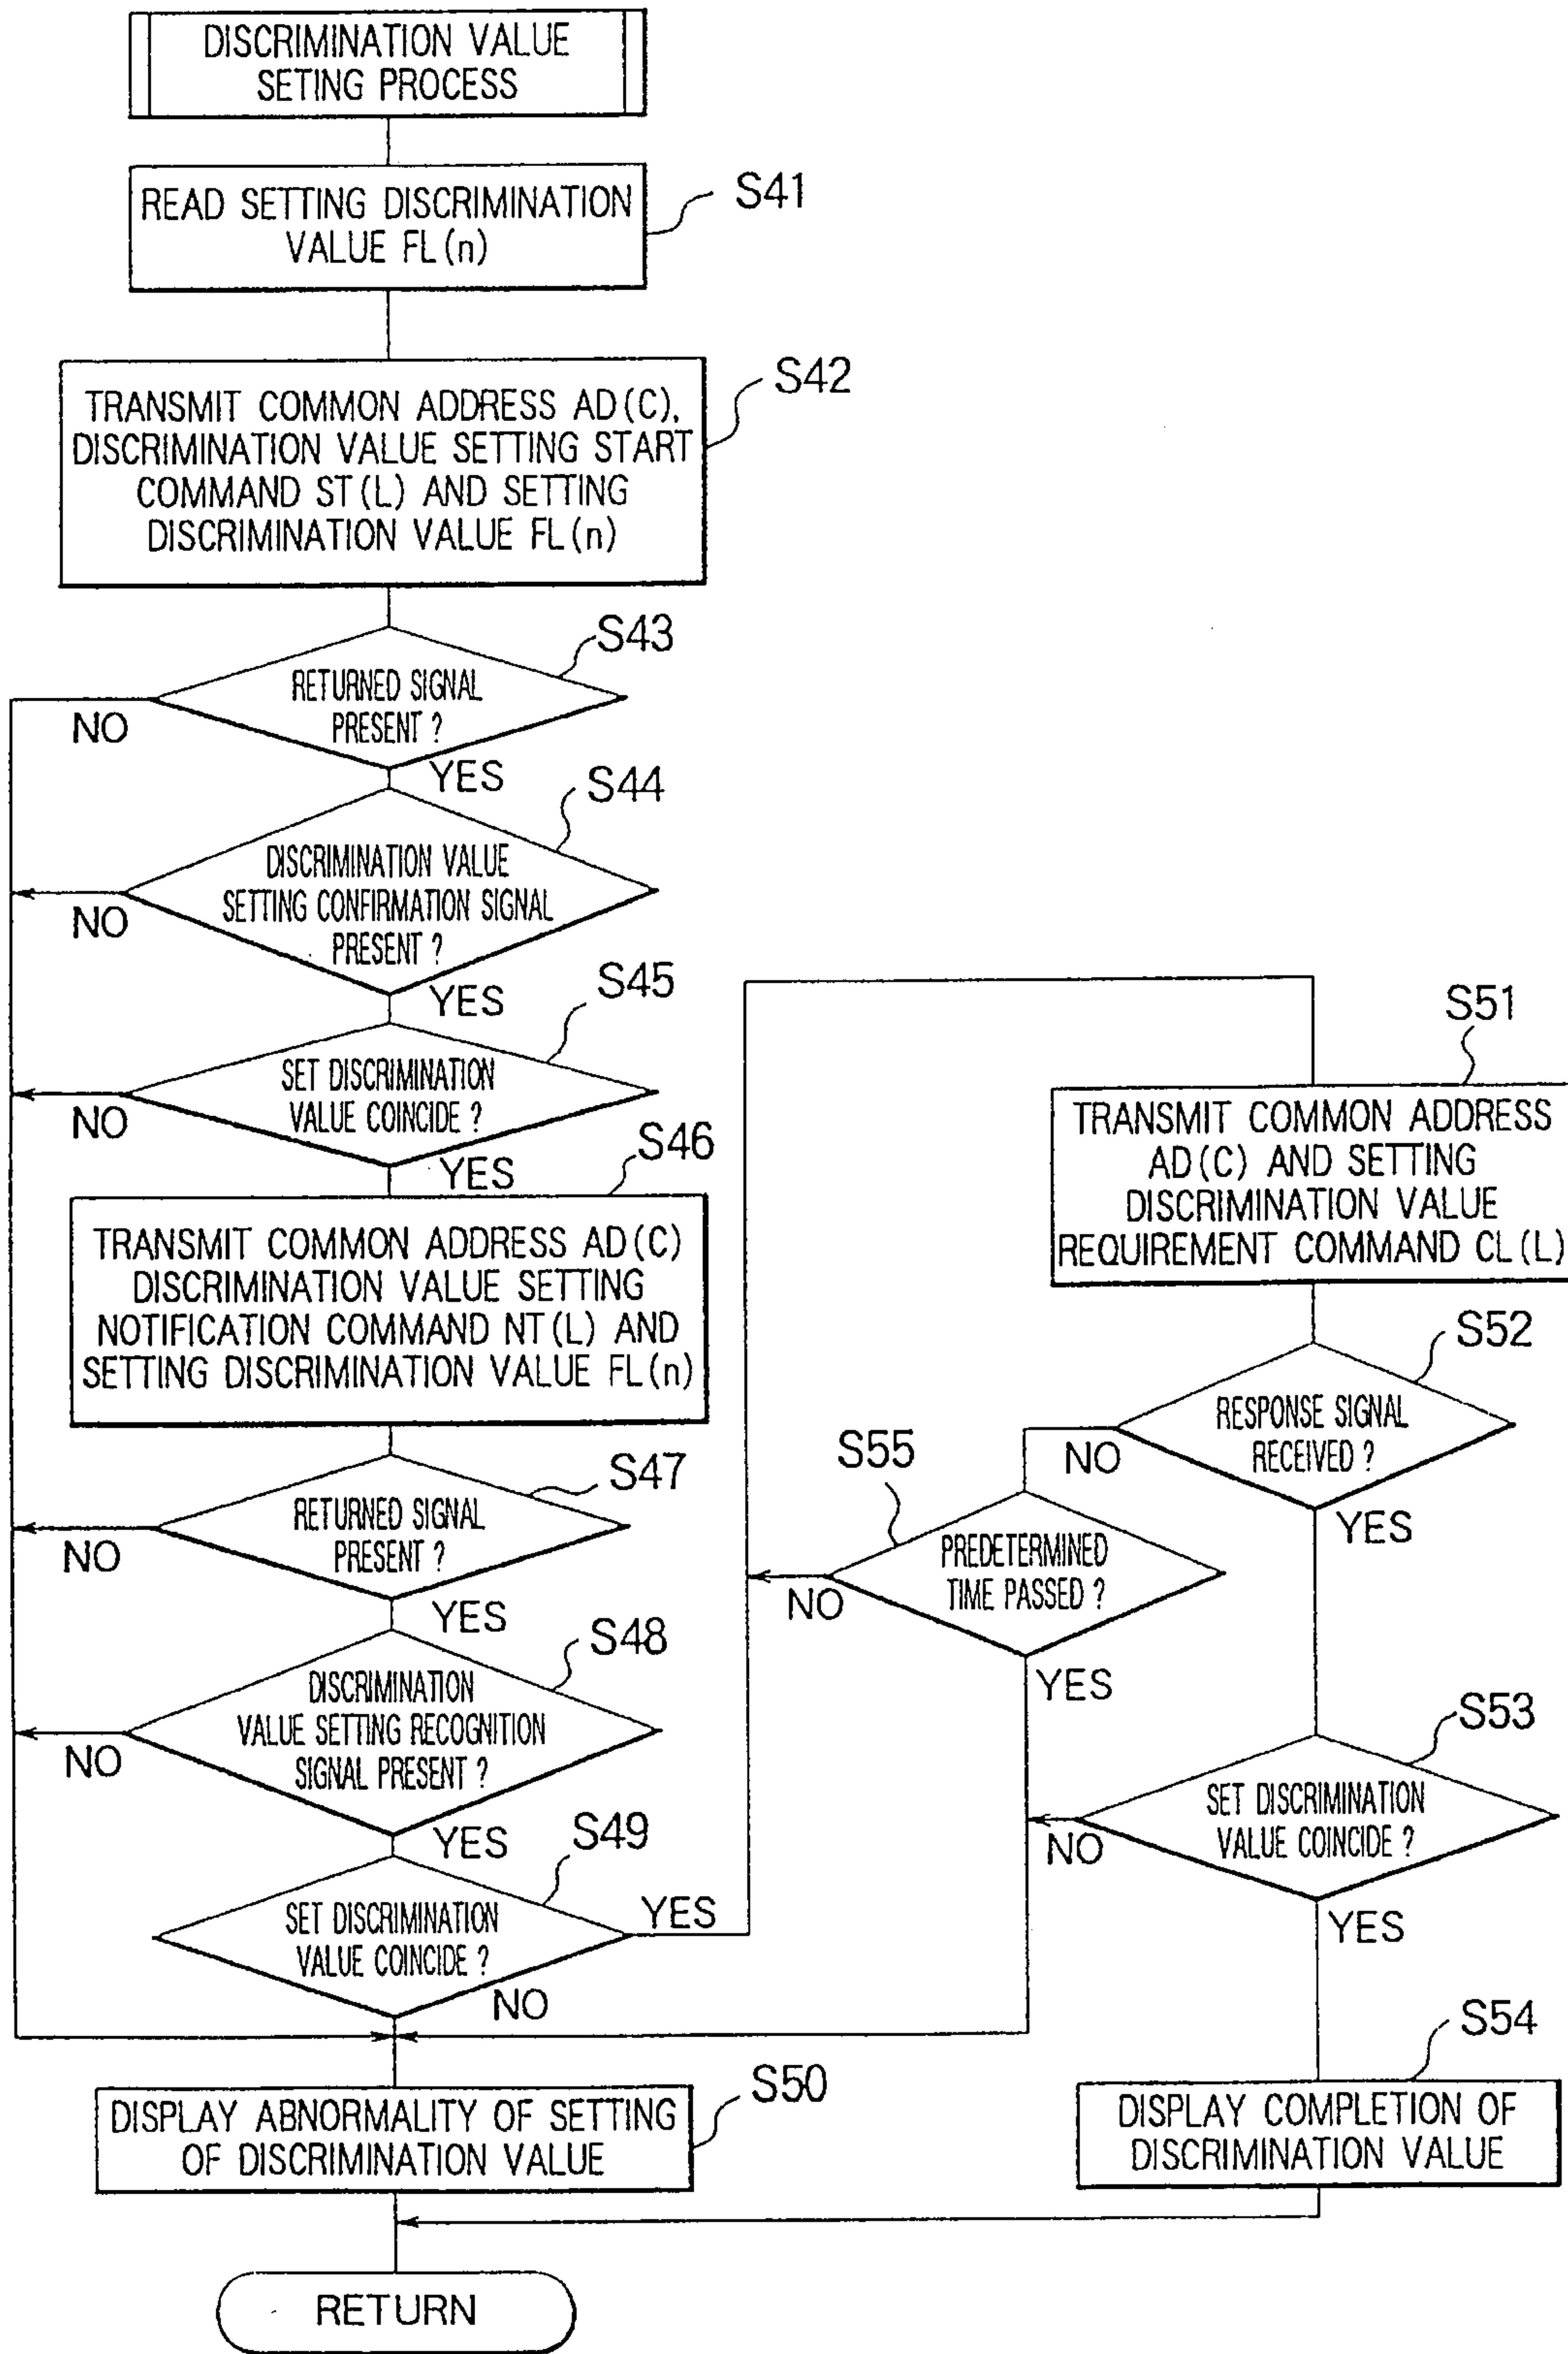 DISCRIMINATION VALUE
SETING PROCESS
READ SETTING DISCRIMINATION
VALUE FL(n)
S41
TRANSMIT COMMON ADDRESS AD(C),
DISCRIMINATION VALUE SETTING START
COMMAND ST(L) AND SETTING
DISCRIMINATION VALUE FL(n)
S42
RETURNED SIGNAL
PRESENT ?
S43
NO
YES
DISCRIMINATION VALUE
SETTING CONFIRMATION SIGNAL
PRESENT ?
S44
NO
YES
SET DISCRIMINATION
VALUE COINCIDE ?
S45
NO
YES
TRANSMIT COMMON ADDRESS AD(C)
DISCRIMINATION VALUE SETTING
NOTIFICATION COMMAND NT(L) AND
SETTING DISCRIMINATION VALUE FL(n)
S46
RETURNED SIGNAL
PRESENT ?
S47
NO
YES
DISCRIMINATION
VALUE SETTING RECOGNITION
SIGNAL PRESENT ?
S48
NO
YES
SET DISCRIMINATION
VALUE COINCIDE ?
S49
YES
NO
DISPLAY ABNORMALITY OF SETTING
OF DISCRIMINATION VALUE
S50
TRANSMIT COMMON ADDRESS
AD(C) AND SETTING
DISCRIMINATION VALUE
REQUIREMENT COMMAND CL(L)
S51
RESPONSE SIGNAL
RECEIVED ?
S52
NO
YES
PREDETERMINED
TIME PASSED ?
S55
NO
YES
SET DISCRIMINATION
VALUE COINCIDE ?
S53
NO
YES
DISPLAY COMPLETION OF
DISCRIMINATION VALUE
S54
RETURN